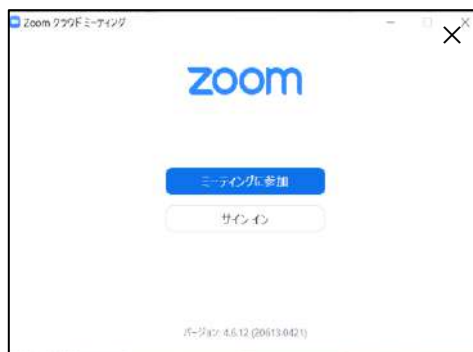 Zoom クラウド ミーティング
zoom
ミーティングに参加
サイン イン
バージョン: 4.6.12 (20613.0421)